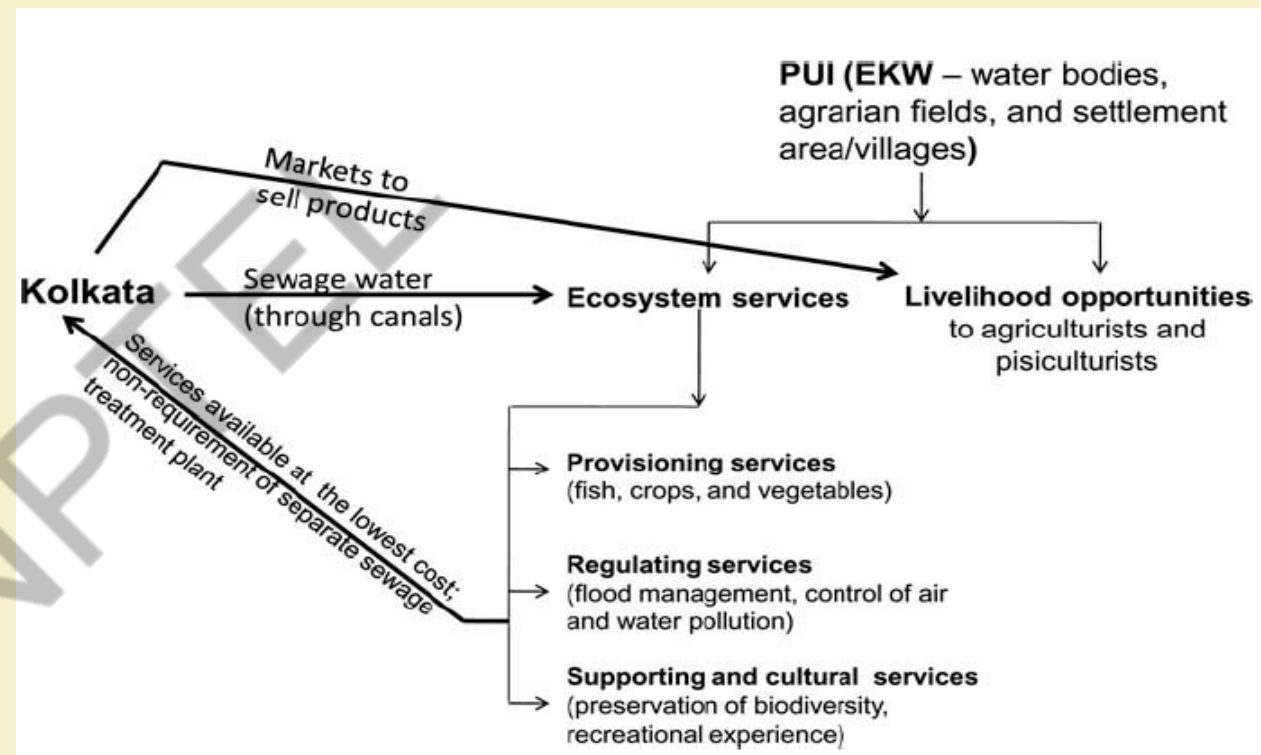 PUI (EKW – water bodies,
agrarian fields, and settlement
area/villages)
Markets to
sell products
Kolkata
Sewage water
(through canals)
Ecosystem services
Livelihood opportunities
to agriculturists and
pisiculturists
Services available at the lowest cost;
non-requirement of separate sewage
treatment plant
Provisioning services
(fish, crops, and vegetables)
Regulating services
(flood management, control of air
and water pollution)
Supporting and cultural services
(preservation of biodiversity,
recreational experience)
NPTEL